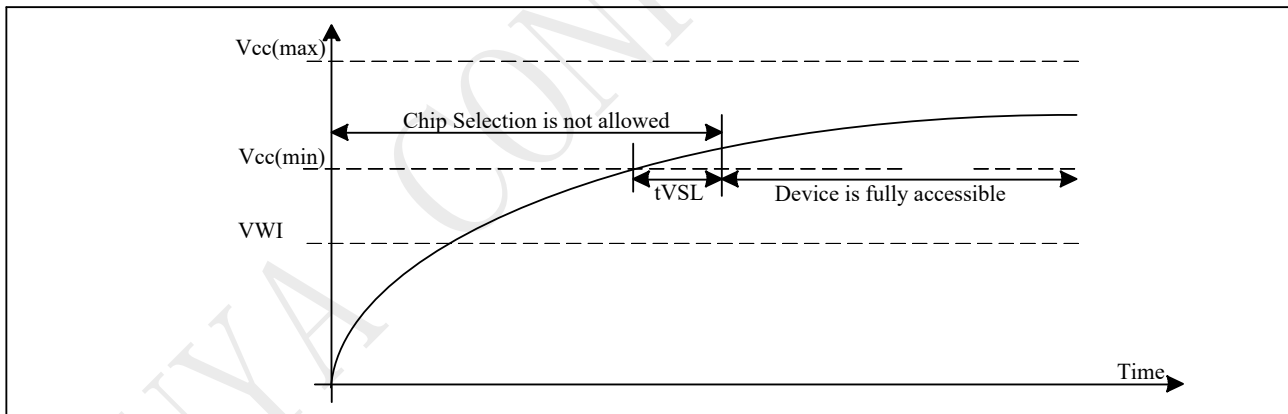 Vcc(max)
Chip Selection is not allowed
Vcc(min)
tVSL
Device is fully accessible
VWI
Time